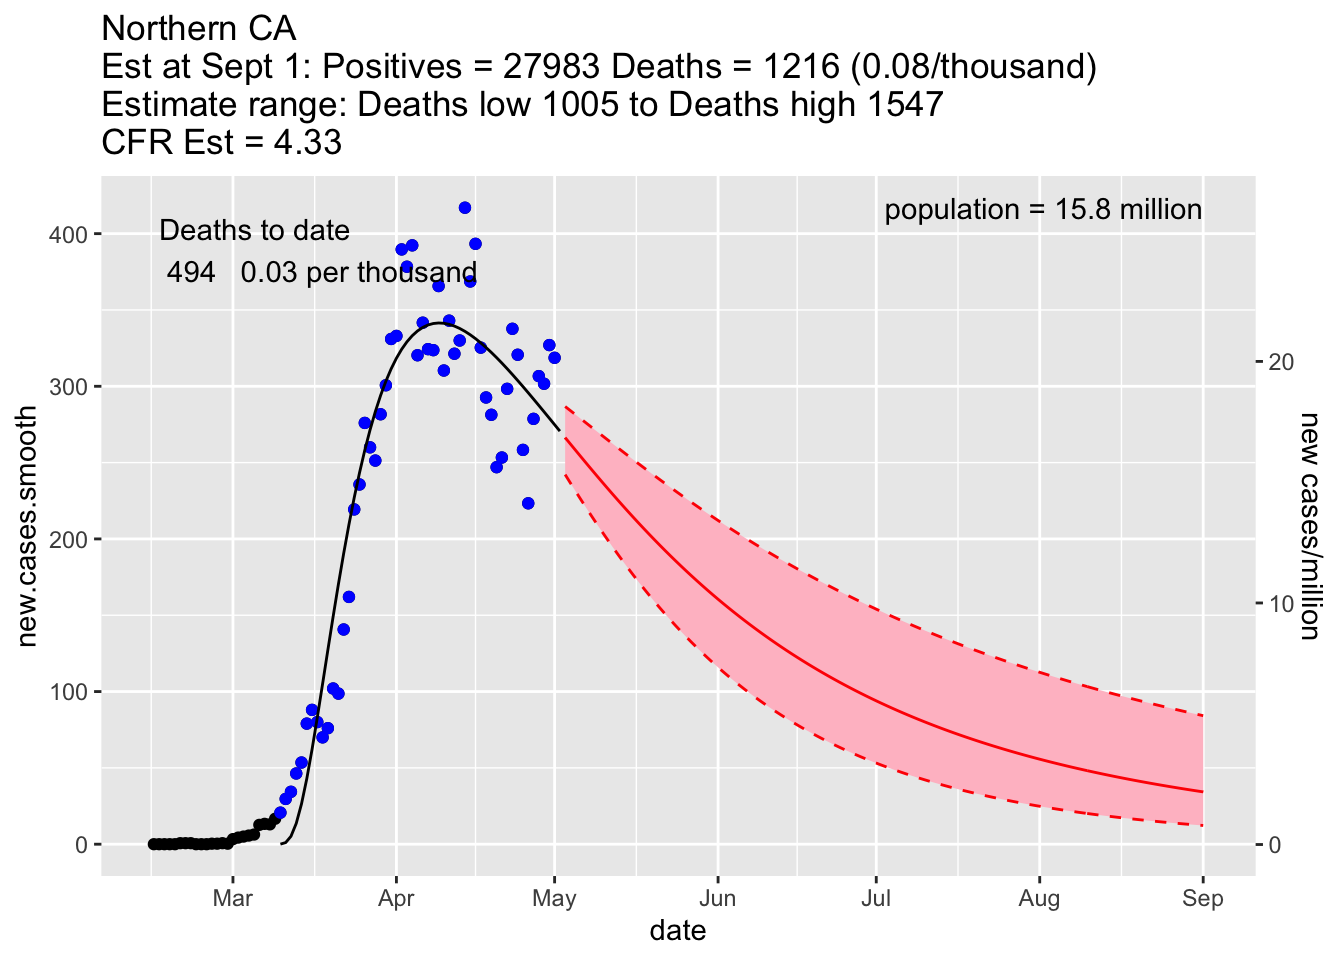 Northern CA
Est at Sept 1: Positives = 27983 Deaths = 1216 (0.08/thousand)
Estimate range: Deaths low 1005 to Deaths high 1547
CFR Est = 4.33
population = 15.8 million
Deaths to date
494 0.03 per thousand
400
300
200
100
0
new.cases.smooth
20
10
0
new cases/million
Mar Apr May Jun Jul Aug Sep
date